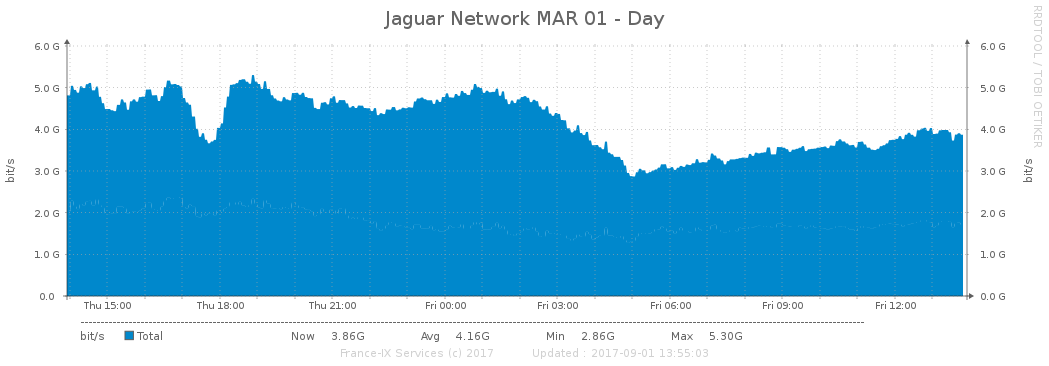 Jaguar Network MAR 01 - Day
RRDTOOL / TOBI OETIKER
6.0 G 6.0 G
5.0 G 5.0 G
4.0 G 4.0 G
3.0 G 3.0 G
2.0 G 2.0 G
1.0 G 1.0 G
0.0 0.0 G
bit/s bit/s
Thu 15:00 Thu 18:00 Thu 21:00 Fri 00:00 Fri 03:00 Fri 06:00 Fri 09:00 Fri 12:00
bit/s Total Now 3.86G Avg 4.16G Min 2.86G Max 5.30G
France-IX Services (c) 2017 Updated : 2017-09-01 13:55:03